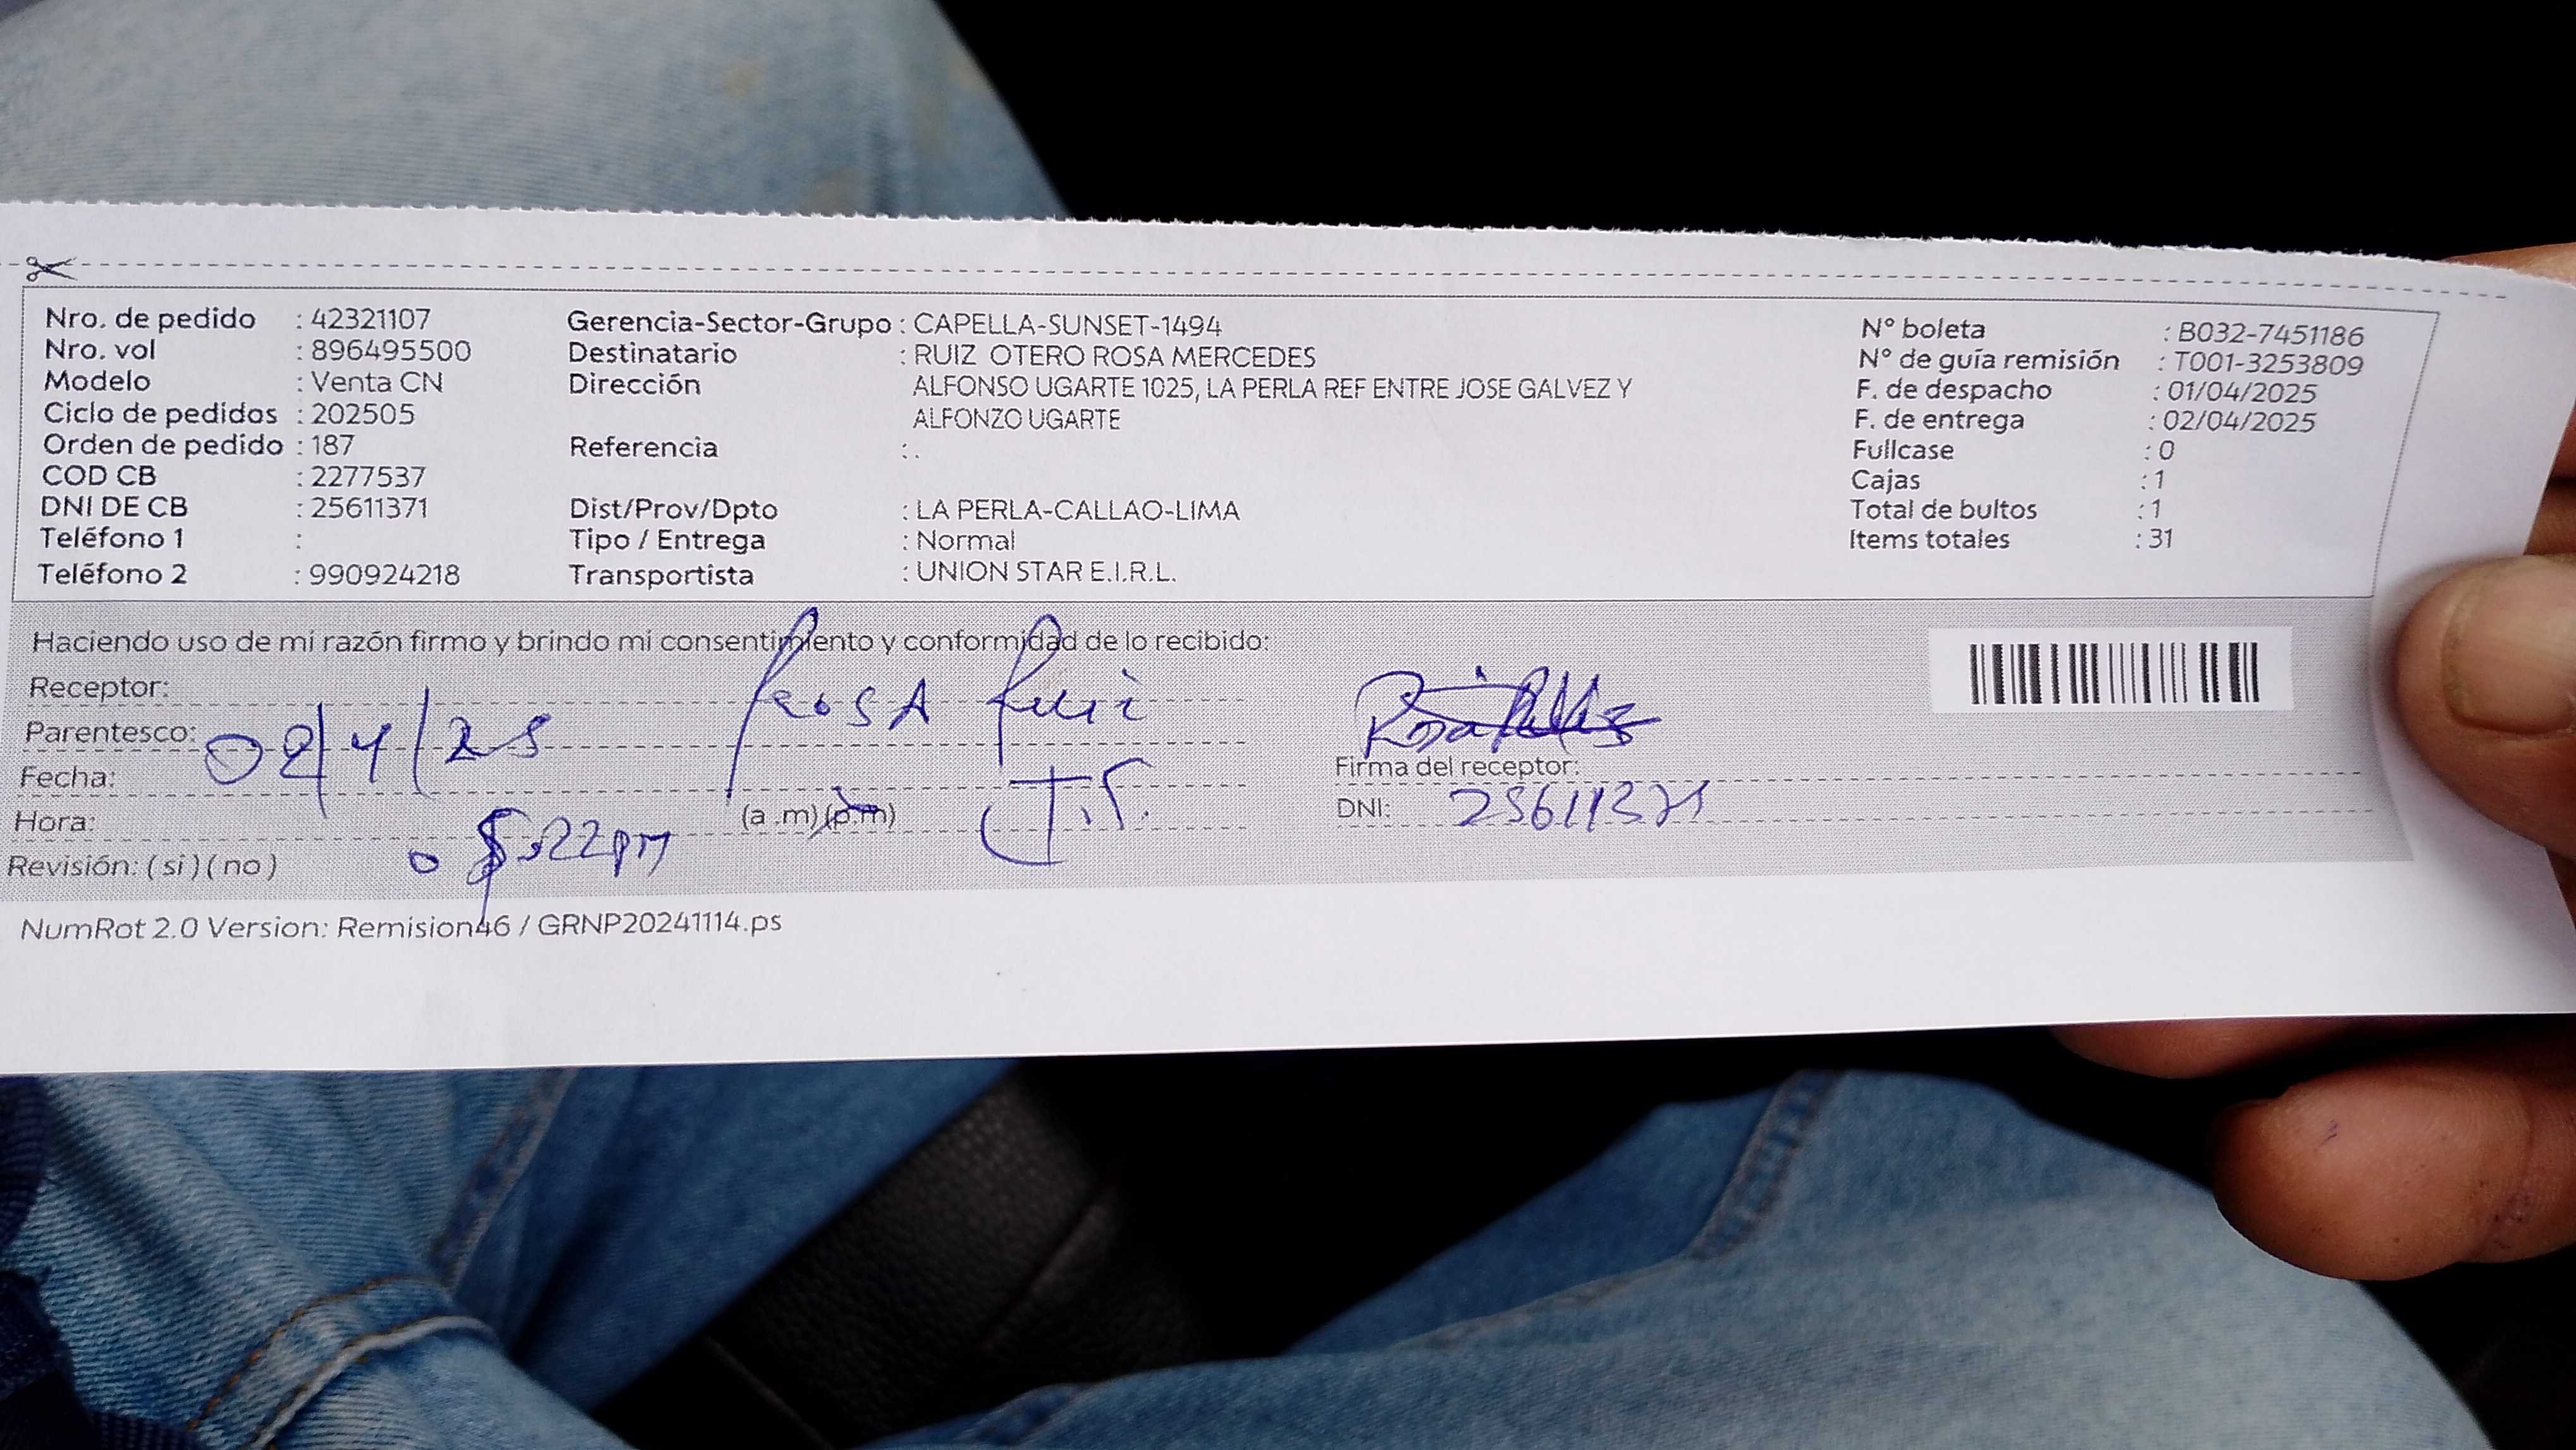 Nro. de pedido : 42321107 Gerencia-Sector-Grupo : CAPELLA-SUNSET-1494 N° boleta : B032-7451186
Nro. vol : 896495500 Destinatario : RUIZ OTERO ROSA MERCEDES N° de guía remisión : T001-3253809
Modelo : Venta CN Dirección ALFONSO UGARTE 1025, LA PERLA REF ENTRE JOSE GALVEZ Y F. de despacho : 01/04/2025
Ciclo de pedidos : 202505 ALFONZO UGARTE F. de entrega : 02/04/2025
Orden de pedido : 187 Referencia : . Fullcase : 0
COD CB : 2277537 Cajas : 1
DNI DE CB : 25611371 Dist/Prov/Dpto : LA PERLA-CALLAO-LIMA Total de bultos : 1
Teléfono 1 : Tipo / Entrega : Normal Items totales : 31
Teléfono 2 : 990924218 Transportista : UNION STAR E.I.R.L.
Haciendo uso de mi razón firmo y brindo mi consentimiento y conformidad de lo recibido:
Receptor: Rosa Ruiz
Parentesco: T.
Fecha: 02/4/25 Firma del receptor:
Hora: :22pm (a .m)(p.m) DNI: 25611371
Revisión: ( si ) ( no )
NumRot 2.0 Version: Remision46 / GRNP20241114.ps